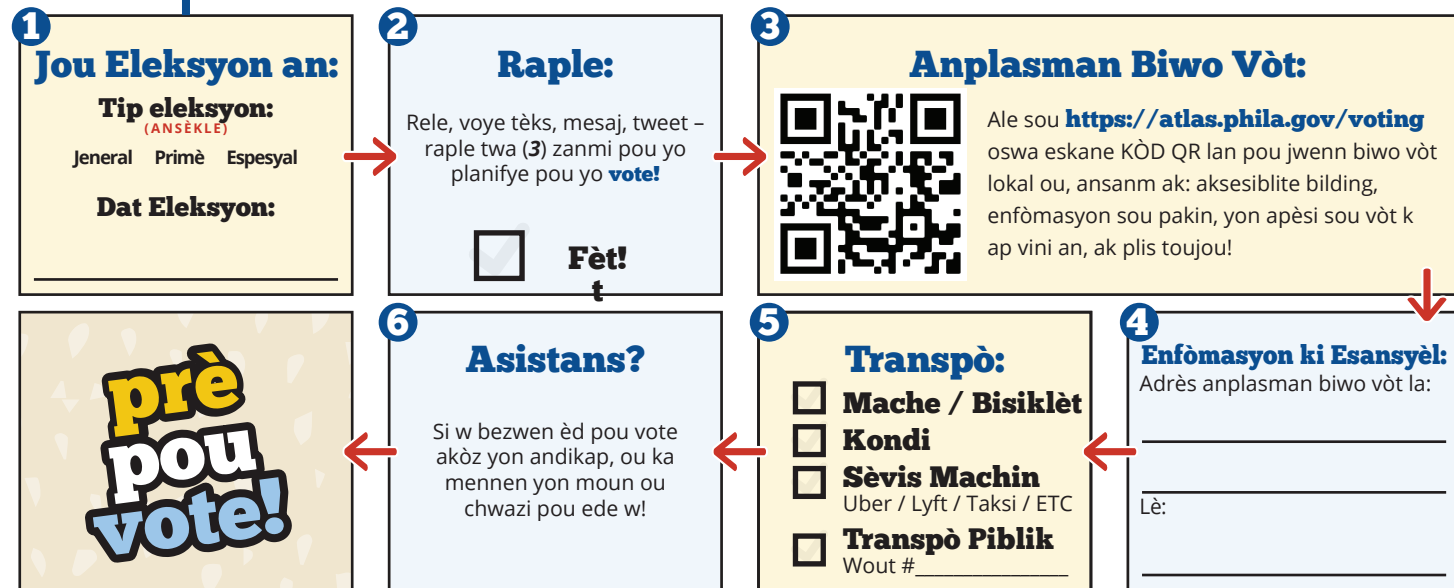 1
Jou Eleksyon an:
Tip eleksyon:
(ANSÈKLE)
Jeneral Primè Espesyal
Dat Eleksyon:
2
Raple:
Rele, voye tèks, mesaj, tweet –
raple twa (3) zanmi pou yo
planifye pou yo vote!
Fèt!
t
3
Anplasman Biwo Vòt:
Ale sou https://atlas.phila.gov/voting
oswa eskane KÒD QR lan pou jwenn biwo vòt
lokal ou, ansanm ak: aksesiblite bilding,
enfòmasyon sou pakin, yon apèsi sou vòt k
ap vini an, ak plis toujou!
4
Enfòmasyon ki Esansyèl:
Adrès anplasman biwo vòt la:
Lè:
5
Transpò:
Mache / Bisiklèt
Kondi
Sèvis Machin
Uber / Lyft / Taksi / ETC
Transpò Piblik
Wout #________________
6
Asistans?
Si w bezwen èd pou vote
akòz yon andikap, ou ka
mennen yon moun ou
chwazi pou ede w!
prè
pou
vote!